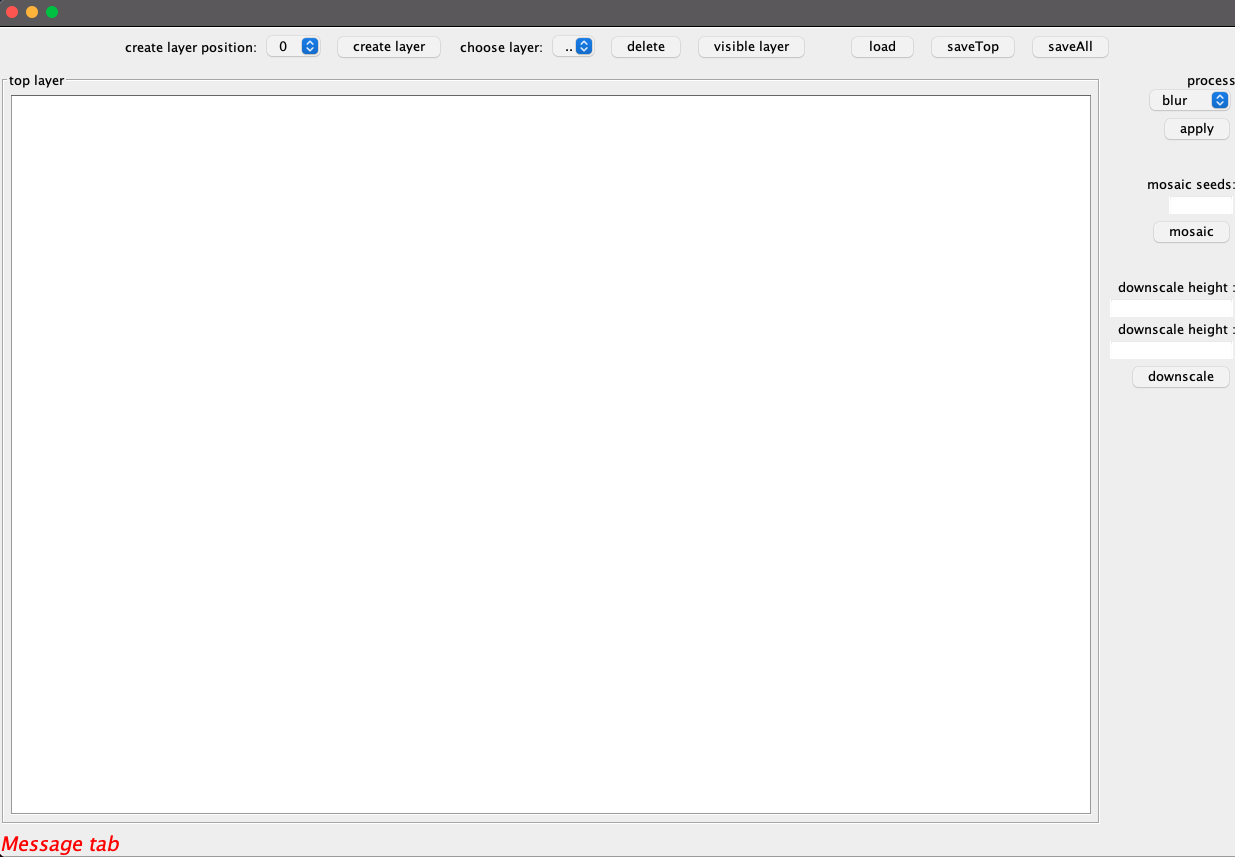 create layer position: 0 create layer choose layer: .. delete visible layer load saveTop saveAll
top layer
process
blur
apply
mosaic seeds:
mosaic
downscale height :
downscale height :
downscale
Message tab